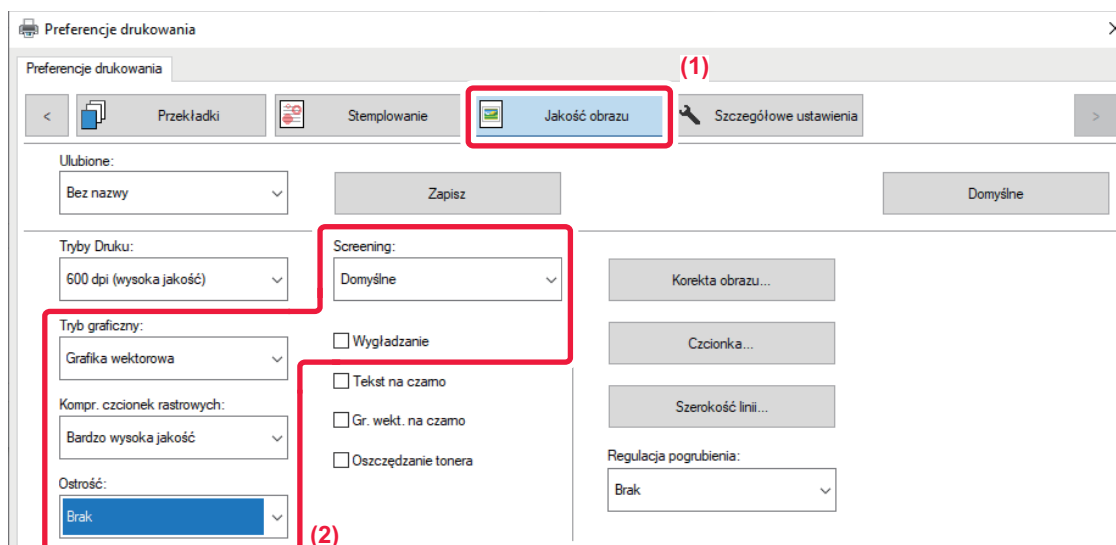 Preferencje drukowania
Preferencje drukowania
(1)
< Przekładki Stemplowanie Jakość obrazu Szczegółowe ustawienia >
Ulubione:
Bez nazwy Zapisz Domyślne
Tryby Druku: Screening:
600 dpi (wysoka jakość) Domyślne Korekta obrazu...
Tryb graficzny:
Grafika wektorowa Wygładzanie Czcionka...
Tekst na czarno
Kompr. czcionek rastrowych:
Bardzo wysoka jakość Gr. wekt. na czarno Szerokość linii...
Oszczędzanie tonera Regulacja pogrubienia:
Ostrość:
Brak Brak
(2)